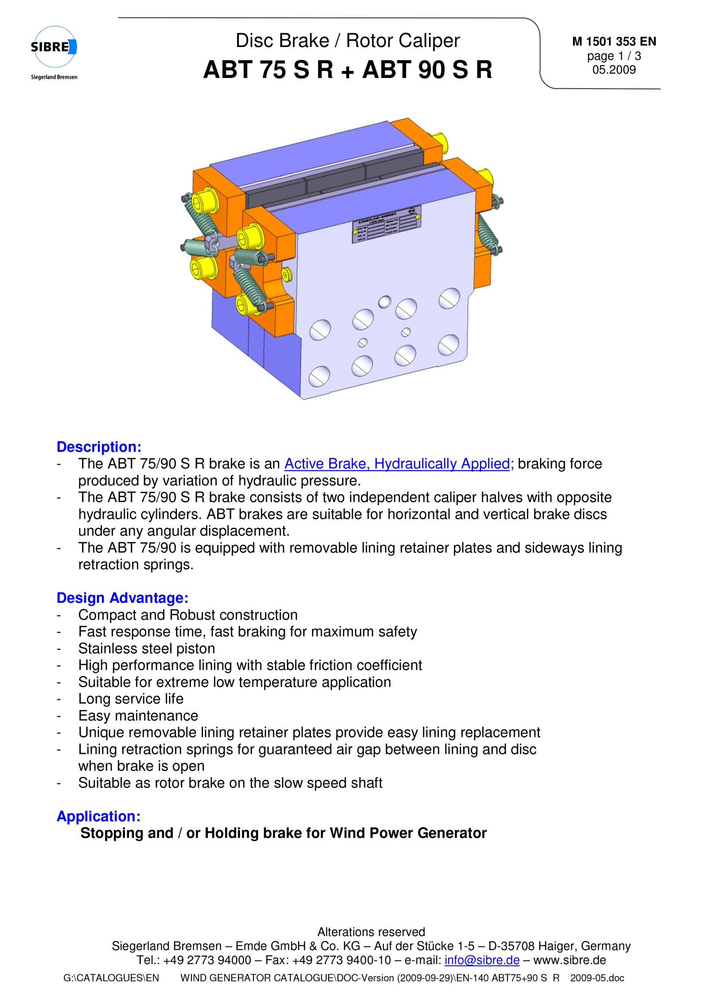 SIBRE
Siegerland Bremsen
Disc Brake / Rotor Caliper
ABT 75 S R + ABT 90 S R
M 1501 353 EN
page 1 / 3
05.2009
SIEGERLAND-BREMSEN
Description:
- The ABT 75/90 S R brake is an Active Brake, Hydraulically Applied; braking force
produced by variation of hydraulic pressure.
- The ABT 75/90 S R brake consists of two independent caliper halves with opposite
hydraulic cylinders. ABT brakes are suitable for horizontal and vertical brake discs
under any angular displacement.
- The ABT 75/90 is equipped with removable lining retainer plates and sideways lining
retraction springs.
Design Advantage:
- Compact and Robust construction
- Fast response time, fast braking for maximum safety
- Stainless steel piston
- High performance lining with stable friction coefficient
- Suitable for extreme low temperature application
- Long service life
- Easy maintenance
- Unique removable lining retainer plates provide easy lining replacement
- Lining retraction springs for guaranteed air gap between lining and disc
when brake is open
- Suitable as rotor brake on the slow speed shaft
Application:
Stopping and / or Holding brake for Wind Power Generator
Alterations reserved
Siegerland Bremsen – Emde GmbH & Co. KG – Auf der Stücke 1-5 – D-35708 Haiger, Germany
Tel.: +49 2773 94000 – Fax: +49 2773 9400-10 – e-mail: info@sibre.de – www.sibre.de
G:\CATALOGUES\EN WIND GENERATOR CATALOGUE\DOC-Version (2009-09-29)\EN-140 ABT75+90 S R 2009-05.doc